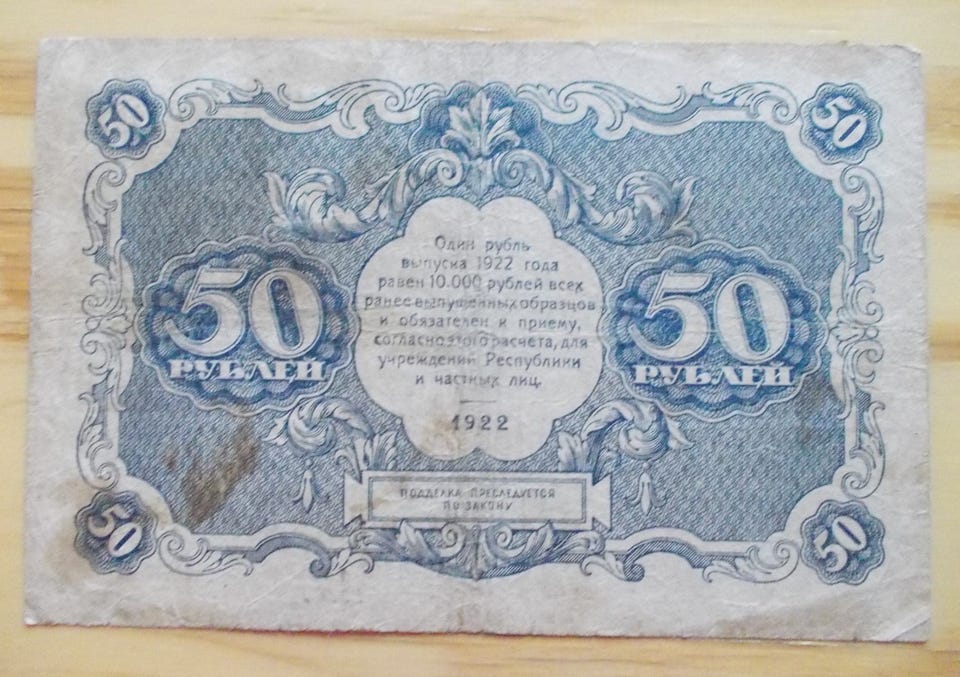 50
50
Один рубль
выпуска 1922 года
равен 10.000 рублей всех
ранее выпущенных образцов
и обязателен к приему,
согласно этого расчета, для
учреждений Республики
и частных лиц.
1922
50
РУБЛЕЙ
50
РУБЛЕЙ
ПОДДЕЛКА ПРЕСЛЕДУЕТСЯ
ПО ЗАКОНУ
50
50